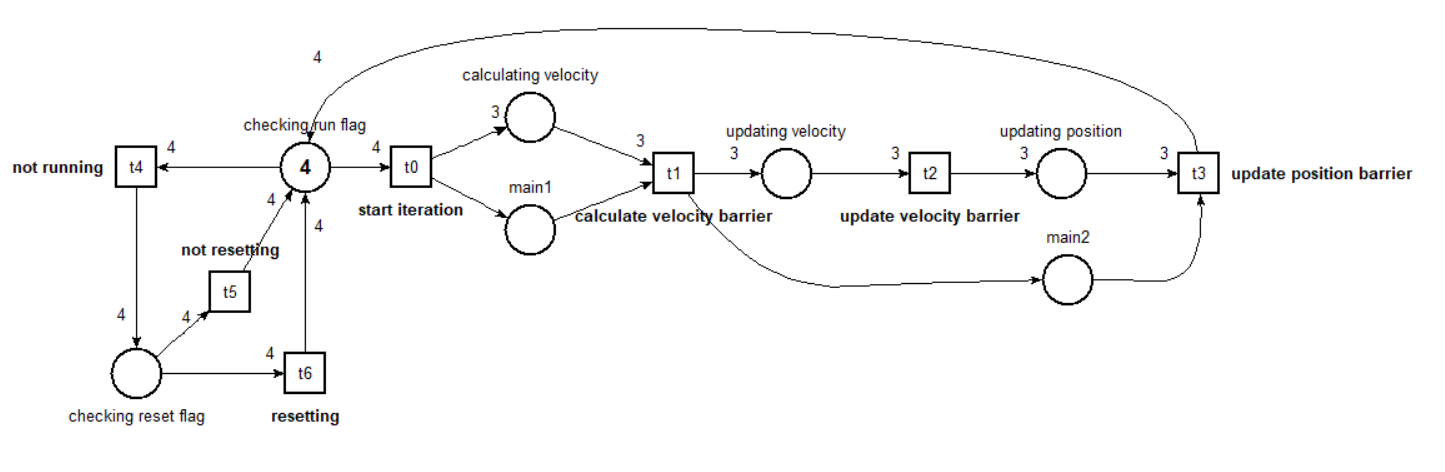 4
calculating velocity
3
checking run flag
updating velocity
updating position
4
4
4
3
3
3
3
3
not running
t4
t0
t1
t2
t3
update position barrier
main1
start iteration
calculate velocity barrier
update velocity barrier
4
4
not resetting
main2
t5
4
4
4
t6
checking reset flag
resetting